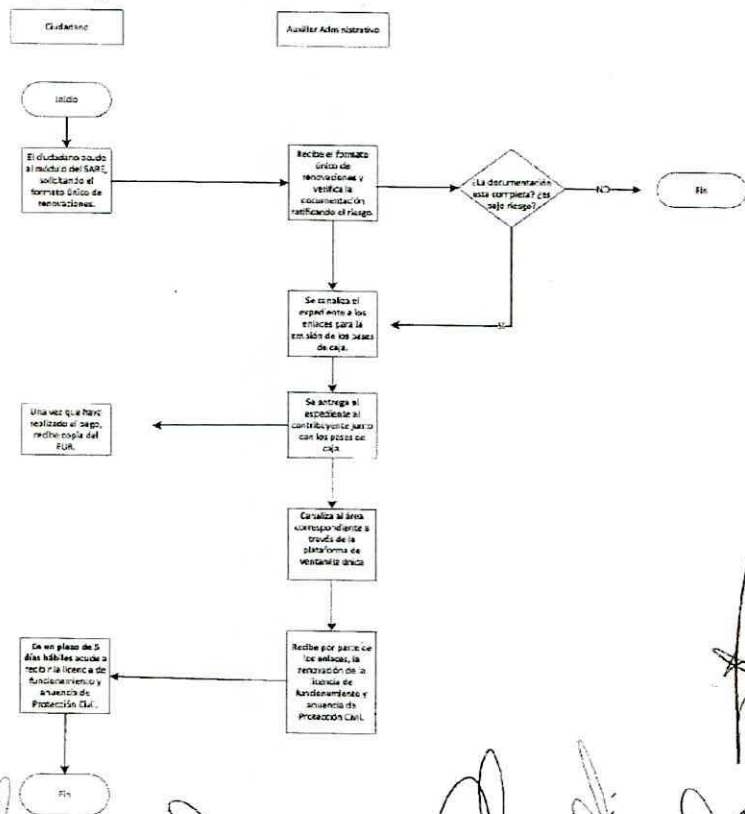 Ciudadano
Auxiliar Administrativo
Inicio
El ciudadano acude
al módulo del SARE,
solicitando el
formato único de
renovaciones.
Recibe el formato
único de
renovaciones y
verifica la
documentación
ratificando el riesgo.
¿La documentación
esta completa? ¿es
bajo riesgo?
NO
Fin
SI
Se canaliza el
expediente a los
enlaces para la
emisión de los pases
de caja.
Se entrega el
expediente al
contribuyente junto
con los pases de
caja
Una vez que haya
realizado el pago,
recibe copia del
FUR.
Canaliza al área
correspondiente a
través de la
plataforma de
ventanilla única
Recibe por parte de
los enlaces, la
renovación de la
licencia de
funcionamiento y
anuencia de
Protección Civil.
En un plazo de 5
días hábiles acude a
recibir la licencia de
funcionamiento y
anuencia de
Protección Civil.
Fin